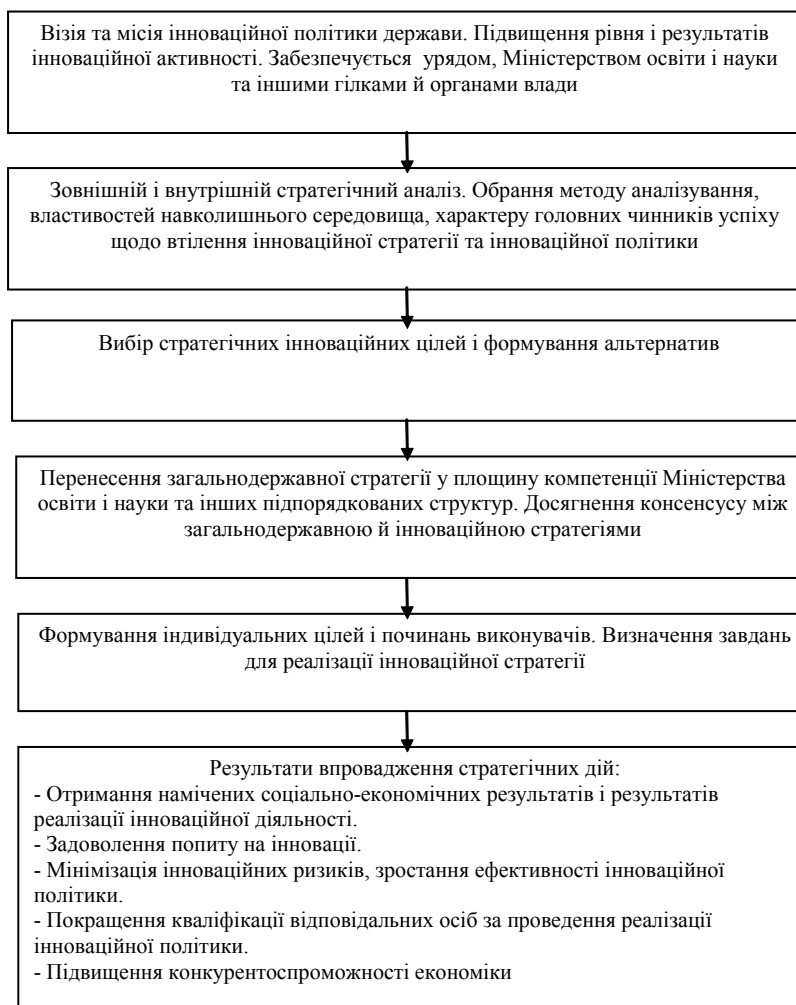 Візія та місія інноваційної політики держави. Підвищення рівня і результатів
інноваційної активності. Забезпечується урядом, Міністерством освіти і науки
та іншими гілками й органами влади
Зовнішній і внутрішній стратегічний аналіз. Обрання методу аналізування,
властивостей навколишнього середовища, характеру головних чинників успіху
щодо втілення інноваційної стратегії та інноваційної політики
Вибір стратегічних інноваційних цілей і формування альтернатив
Перенесення загальнодержавної стратегії у площину компетенції Міністерства
освіти і науки та інших підпорядкованих структур. Досягнення консенсусу між
загальнодержавною й інноваційною стратегіями
Формування індивідуальних цілей і починань виконувачів. Визначення завдань
для реалізації інноваційної стратегії
Результати впровадження стратегічних дій:
- Отримання намічених соціально-економічних результатів і результатів
реалізації інноваційної діяльності.
- Задоволення попиту на інновації.
- Мінімізація інноваційних ризиків, зростання ефективності інноваційної
політики.
- Покращення кваліфікації відповідальних осіб за проведення реалізації
інноваційної політики.
- Підвищення конкурентоспроможності економіки